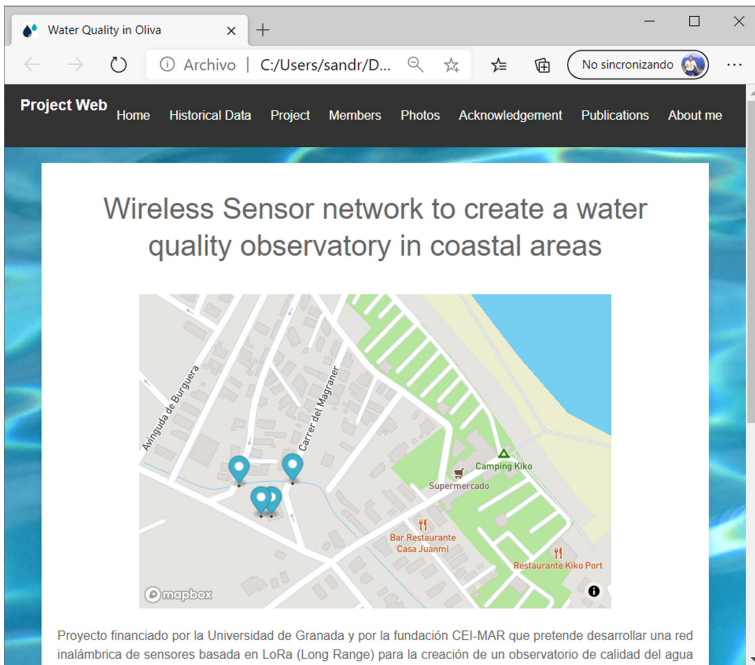 Water Quality in Oliva
Archivo | C:/Users/sandr/D... No sincronizando
Project Web Home Historical Data Project Members Photos Acknowledgement Publications About me
Wireless Sensor network to create a water
quality observatory in coastal areas
Avinguda de Burguera
Carrer del Magraner
Camping Kiko
Supermercado
Bar Restaurante
Casa Juanmi
Restaurante Kiko Port
mapbox
Proyecto financiado por la Universidad de Granada y por la fundación CEI-MAR que pretende desarrollar una red
inalámbrica de sensores basada en LoRa (Long Range) para la creación de un observatorio de calidad del agua